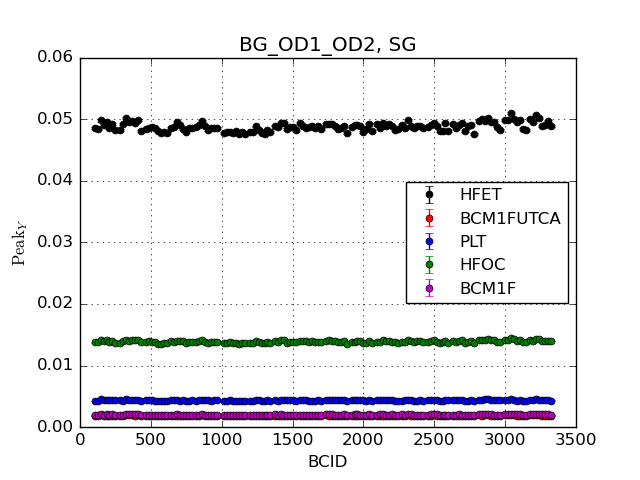 BG_OD1_OD2, SG
0.06
0.05
0.04
0.03
0.02
0.01
0.00
Peak_Y
HFET
BCM1FUTCA
PLT
HFOC
BCM1F
0 500 1000 1500 2000 2500 3000 3500
BCID